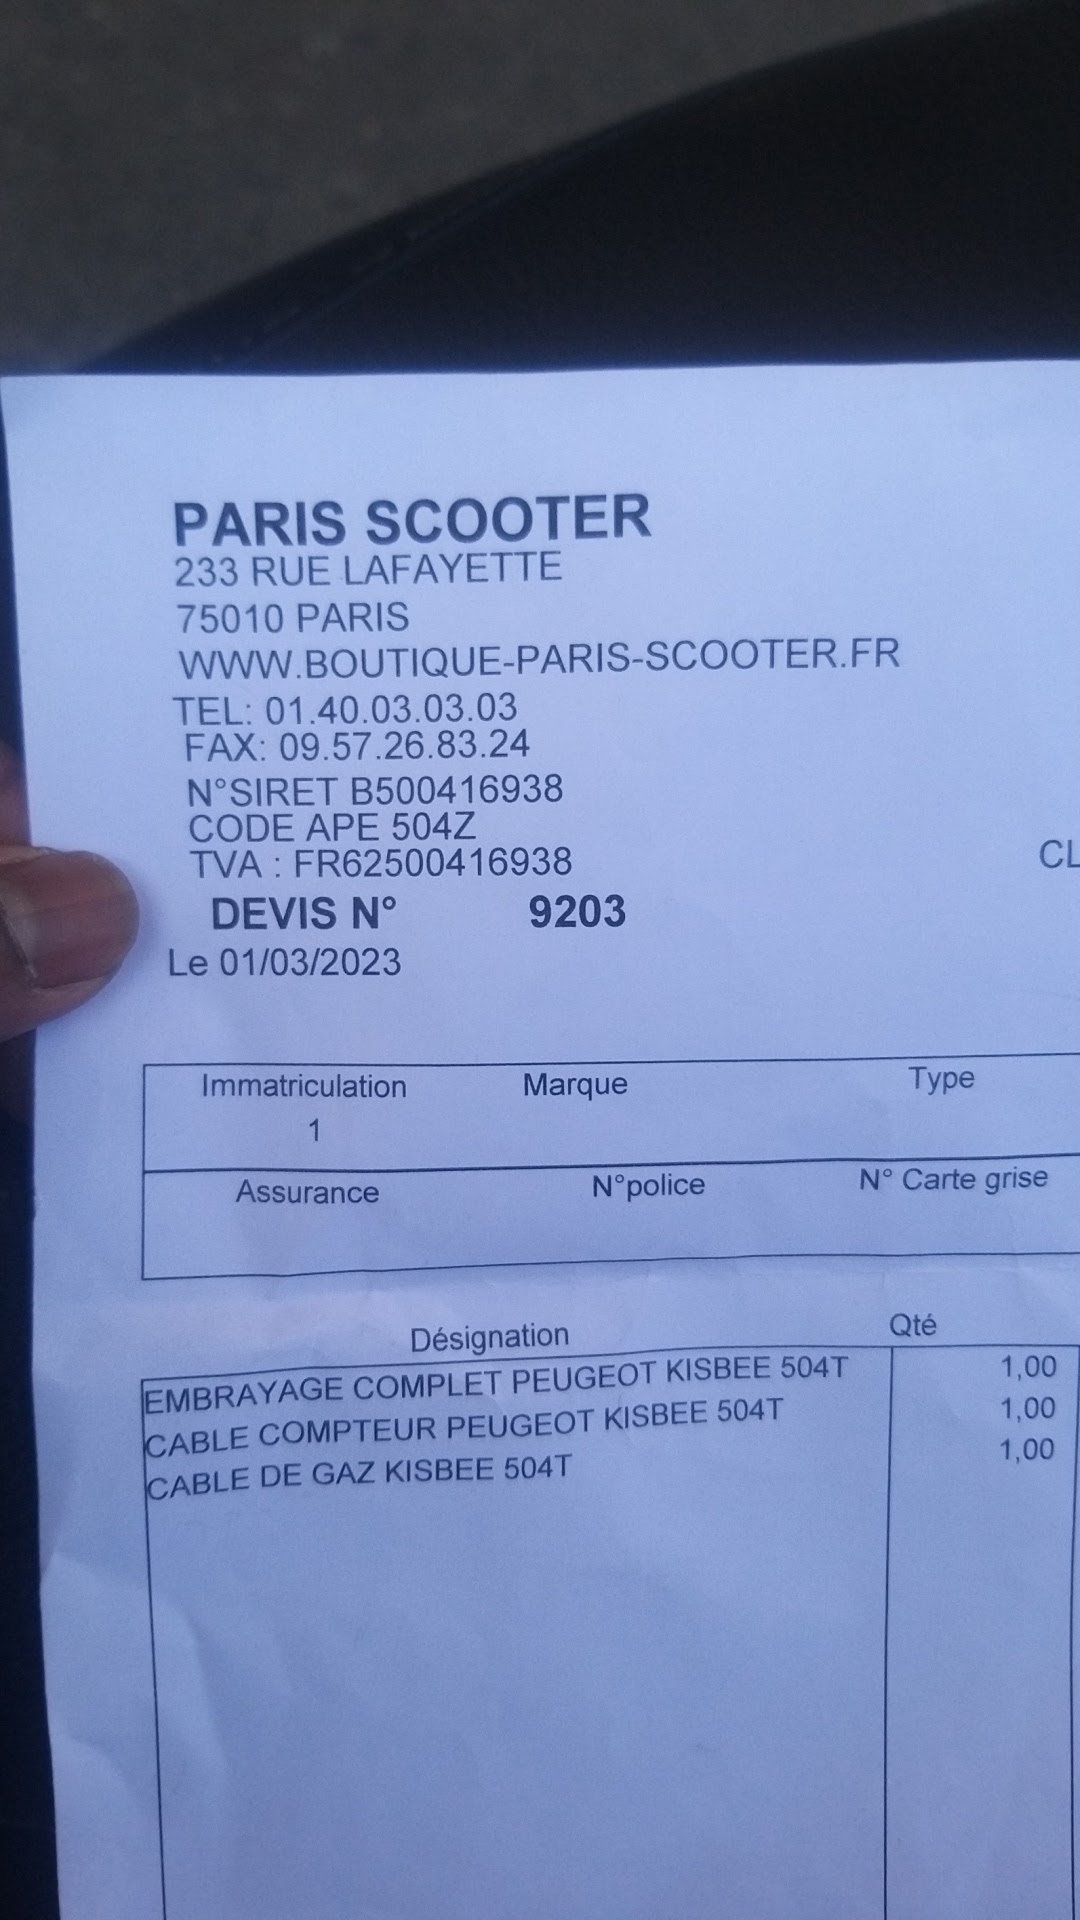 PARIS SCOOTER
233 RUE LAFAYETTE
75010 PARIS
WWW.BOUTIQUE-PARIS-SCOOTER.FR
TEL: 01.40.03.03.03
FAX: 09.57.26.83.24
N°SIRET B500416938
CODE APE 504Z
TVA : FR62500416938
CL
DEVIS N° 9203
Le 01/03/2023
Immatriculation Marque Type
1
Assurance N°police N° Carte grise
Désignation Qté
EMBRAYAGE COMPLET PEUGEOT KISBEE 504T 1,00
CABLE COMPTEUR PEUGEOT KISBEE 504T 1,00
CABLE DE GAZ KISBEE 504T 1,00